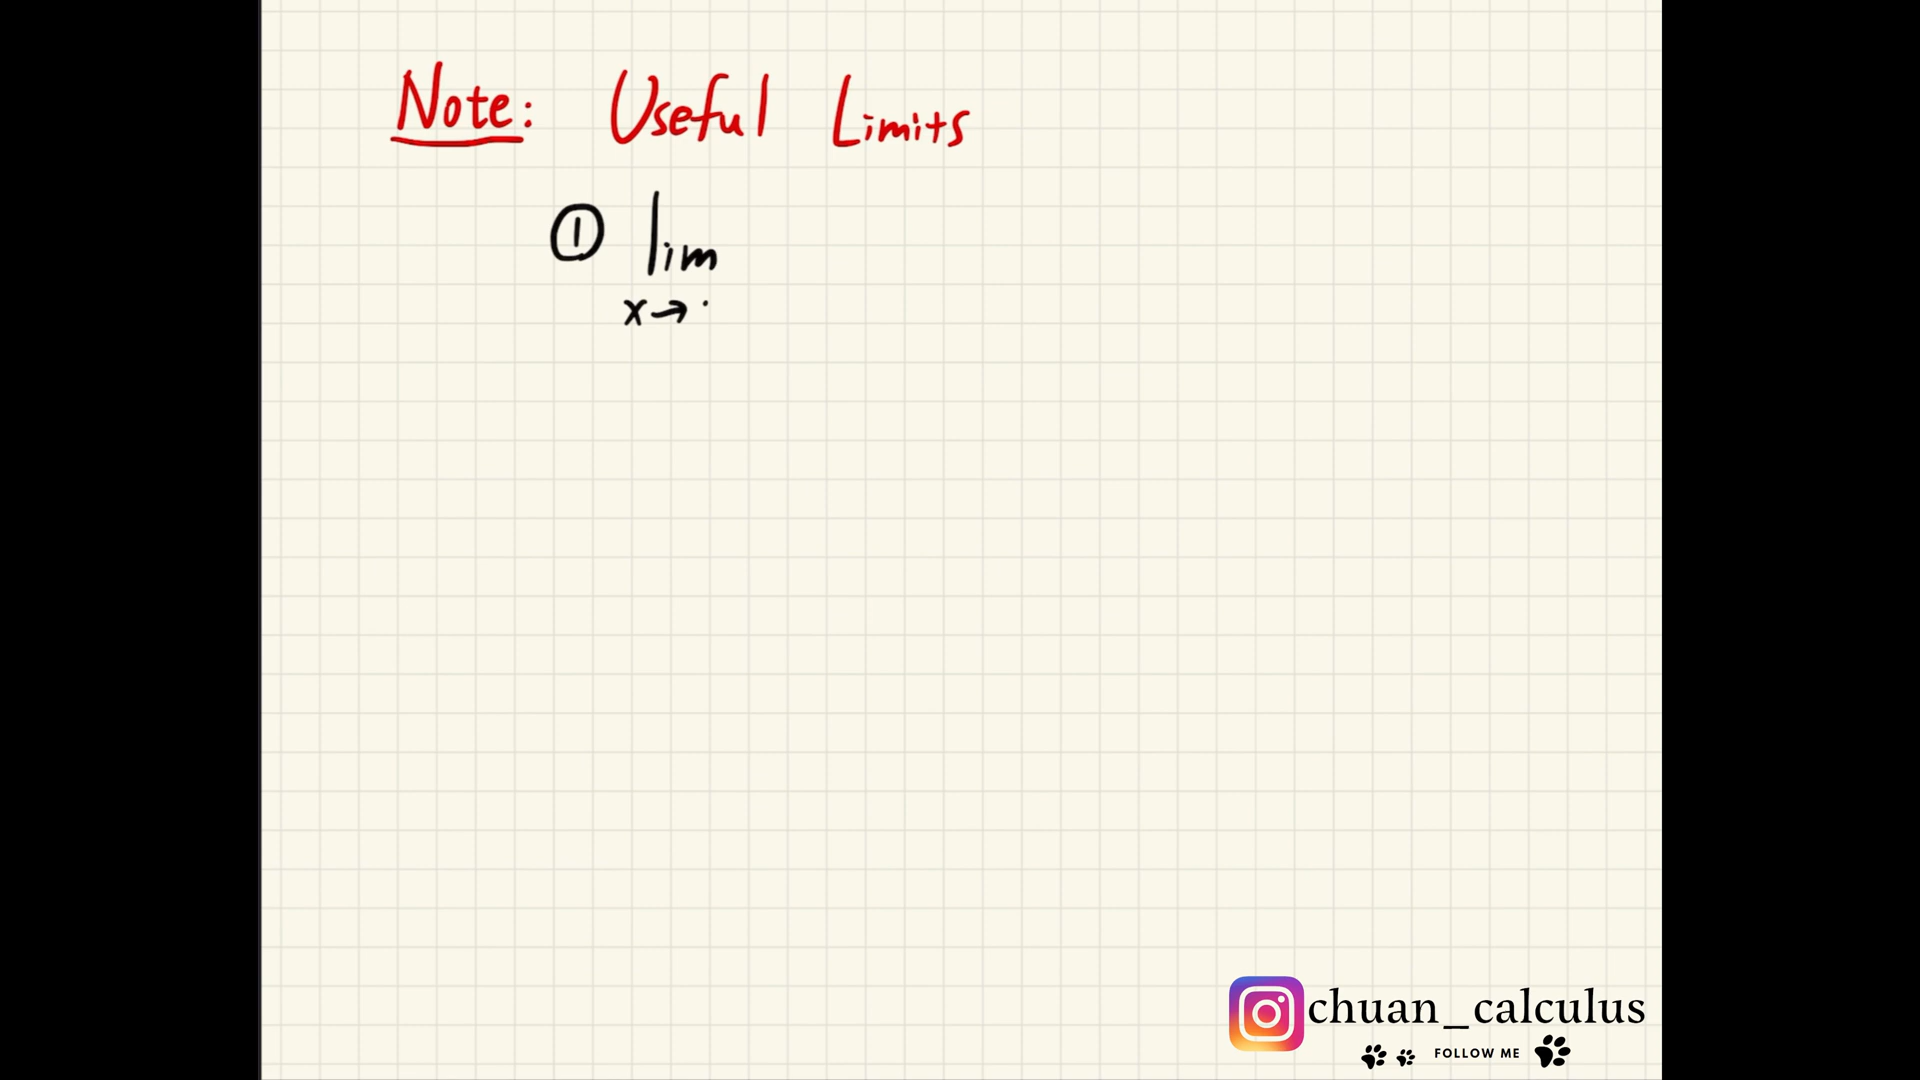 Note: Useful Limits
① lim
x→
chuan_calculus
FOLLOW ME